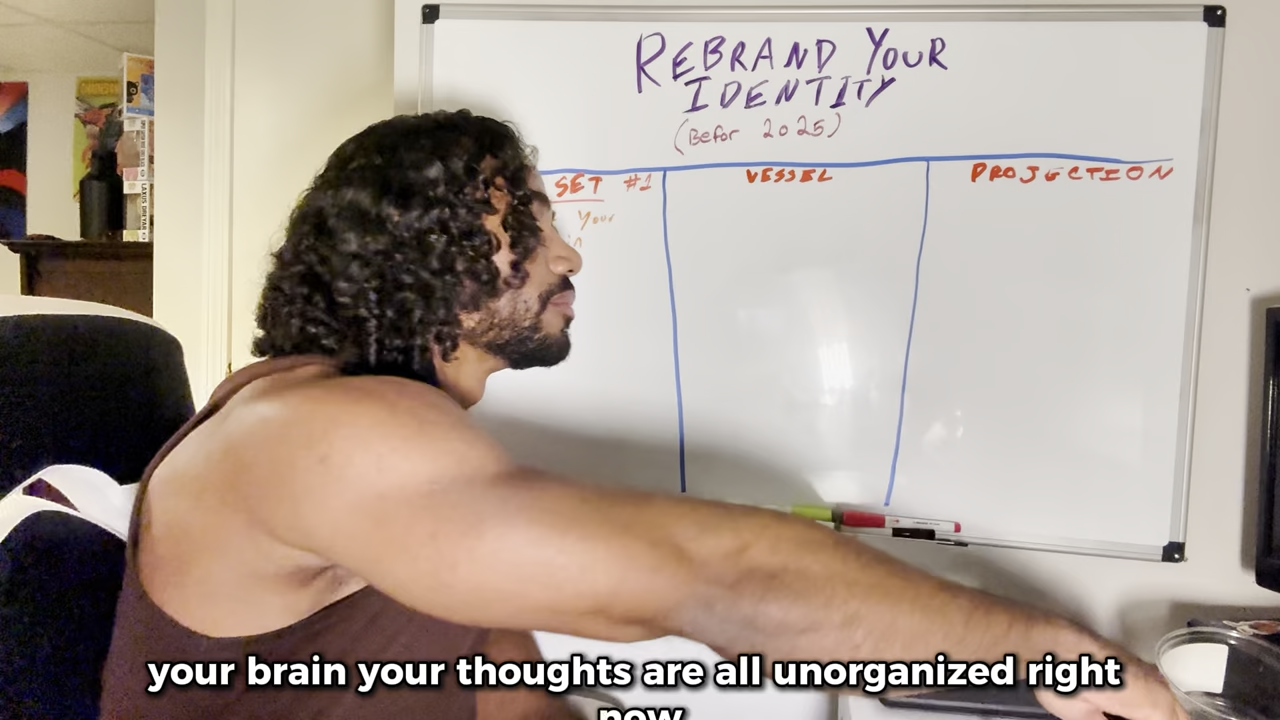 REBRAND YOUR
IDENTITY
(Befor 2025)
SET #1
VESSEL
PROJECTION
Your
in
your brain your thoughts are all unorganized right
now